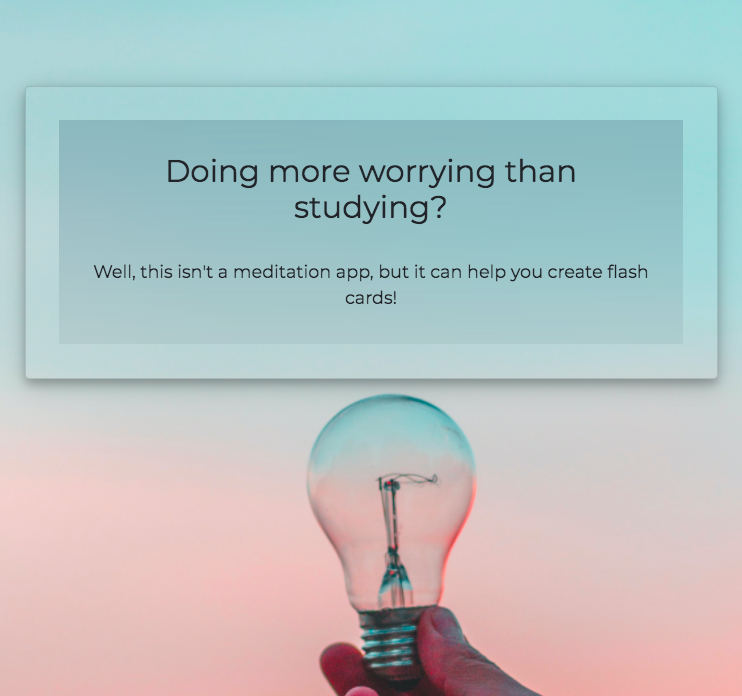 Doing more worrying than
studying?
Well, this isn't a meditation app, but it can help you create flash
cards!